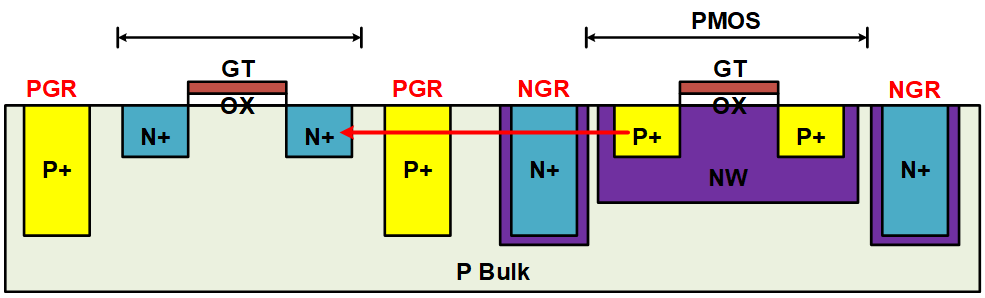 PMOS
GT
GT
PGR
PGR
NGR
NGR
OX
OX
N+
N+
P+
P+
P+
P+
N+
N+
NW
P Bulk